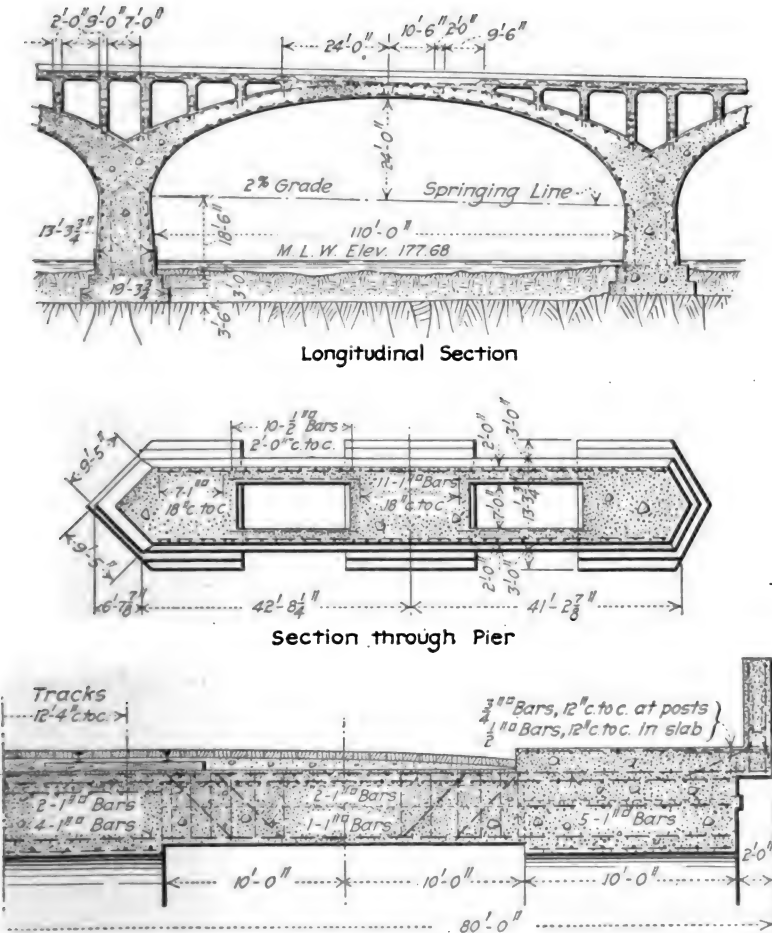 2'-0" 9'-0" 7'-0"
24'-0" 10'-6" 2'-0" 9'-6"
24'-0"
2% Grade Springing Line
13'-3 3/4" 18'-6" 110'-0"
M.L.W. Elev. 177.68
19'-3 3/4 3'-0" 3'-6"
Longitudinal Section
10-1/2"□ Bars
2'-0" c. to c.
2'-0" 3'-0"
9'-5"
7-1"□ 11-1"□ Bars
18" c. to c. 18" c. to c.
7'-0" 13'-3 3/4"
9'-5"
2'-0" 3'-0"
6'-7 7/8" 42'-8 1/4" 41'-2 7/8"
Section through Pier
Tracks
12'-4" c. to c.
3/4"□ Bars, 12" c. to c. at posts
1/2"□ Bars, 12" c. to c. in slab
2-1"□ Bars 2-1"□ Bars
4-1"□ Bars 1-1"□ Bars 5-1"□ Bars
10'-0" 10'-0" 10'-0" 2'-0"
80'-0"